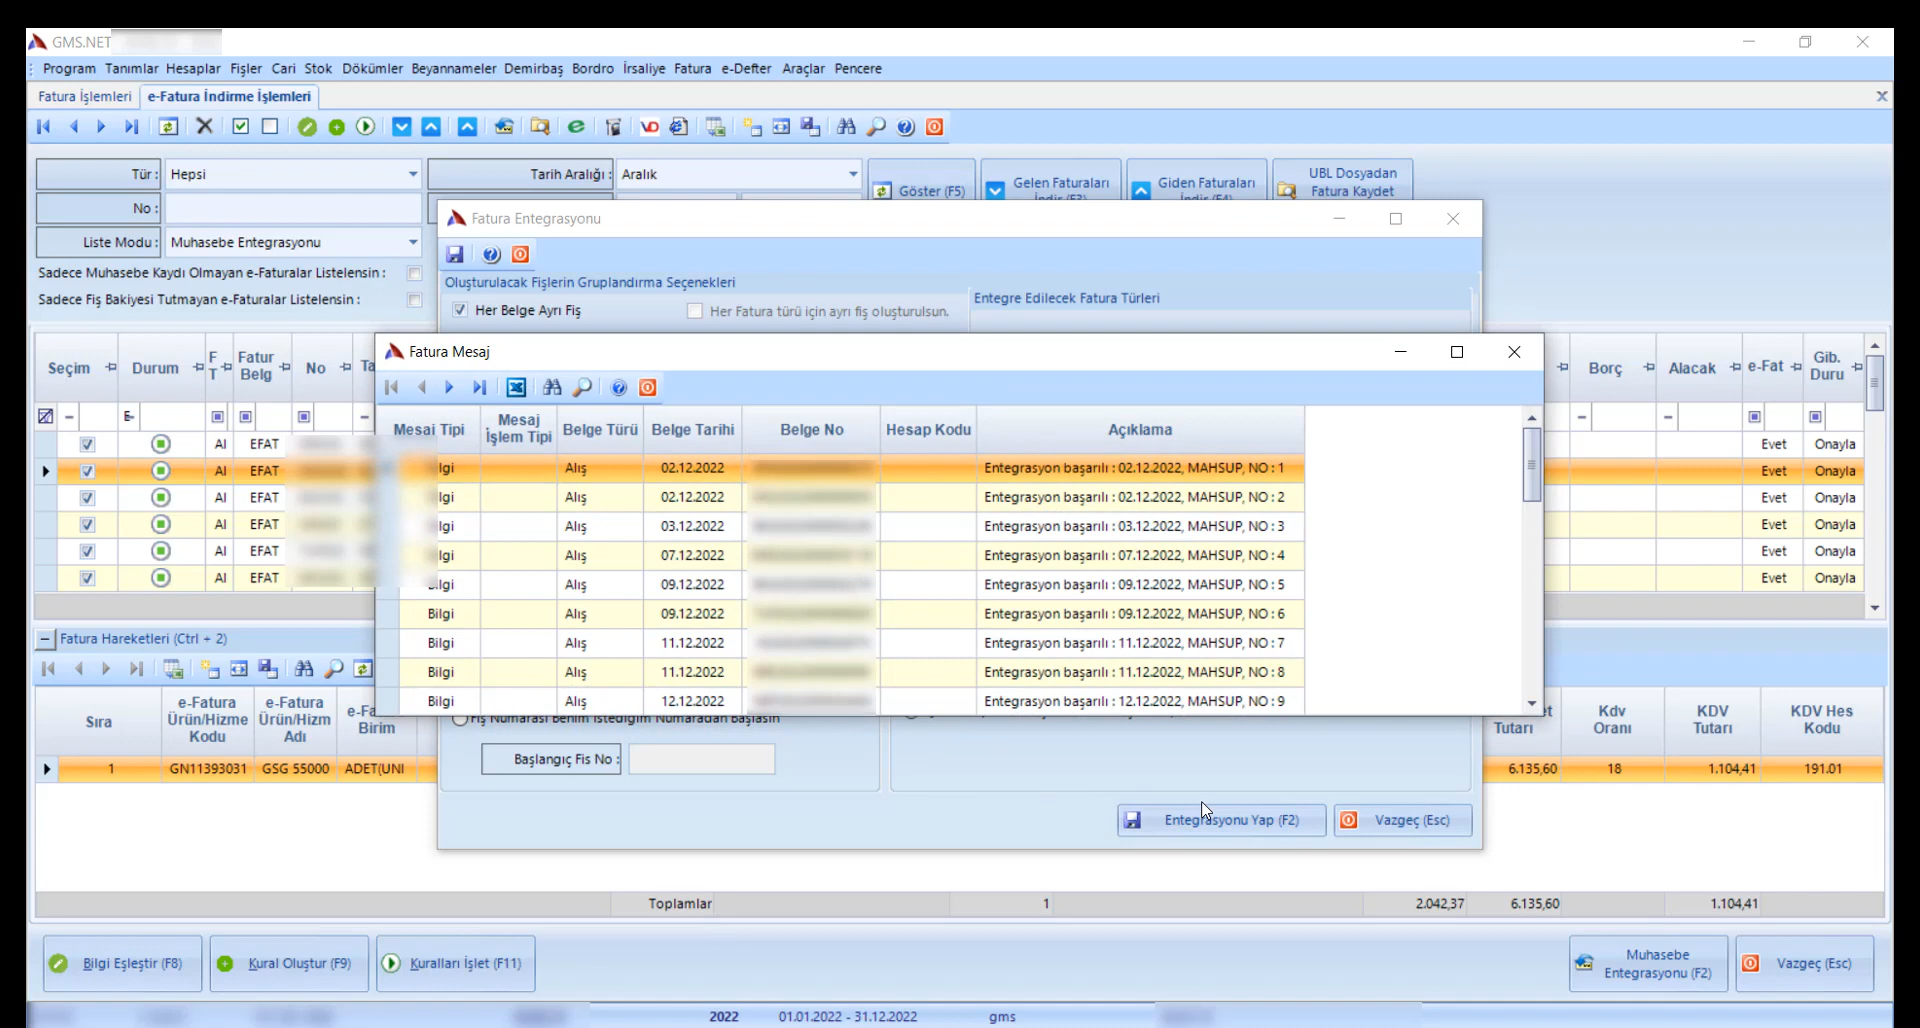 GMS.NET
Program Tanımlar Hesaplar Fişler Cari Stok Dökümler Beyannameler Demirbaş Bordro İrsaliye Fatura e-Defter Araçlar Pencere
Fatura İşlemleri e-Fatura İndirme İşlemleri
Tür : Hepsi Tarih Aralığı : Aralık Göster (F5) Gelen Faturaları İndir (F3) Giden Faturaları İndir (F4) UBL Dosyadan Fatura Kaydet
No :
Liste Modu : Muhasebe Entegrasyonu
Sadece Muhasebe Kaydı Olmayan e-Faturalar Listelensin :
Sadece Fiş Bakiyesi Tutmayan e-Faturalar Listelensin :
Fatura Entegrasyonu
Oluşturulacak Fişlerin Gruplandırma Seçenekleri
Her Belge Ayrı Fiş Her Fatura türü için ayrı fiş oluşturulsun.
Entegre Edilecek Fatura Türleri
Seçim Durum F T Fatur Belg No Ta Borç Alacak e-Fat Gib. Duru
AI EFAT Evet Onayla
AI EFAT Evet Onayla
AI EFAT Evet Onayla
AI EFAT Evet Onayla
AI EFAT Evet Onayla
AI EFAT Evet Onayla
Fatura Mesaj
Mesaj Tipi Mesaj İşlem Tipi Belge Türü Belge Tarihi Belge No Hesap Kodu Açıklama
lgi Alış 02.12.2022 Entegrasyon başarılı : 02.12.2022, MAHSUP, NO : 1
lgi Alış 02.12.2022 Entegrasyon başarılı : 02.12.2022, MAHSUP, NO : 2
lgi Alış 03.12.2022 Entegrasyon başarılı : 03.12.2022, MAHSUP, NO : 3
lgi Alış 07.12.2022 Entegrasyon başarılı : 07.12.2022, MAHSUP, NO : 4
lgi Alış 09.12.2022 Entegrasyon başarılı : 09.12.2022, MAHSUP, NO : 5
Bilgi Alış 09.12.2022 Entegrasyon başarılı : 09.12.2022, MAHSUP, NO : 6
Bilgi Alış 11.12.2022 Entegrasyon başarılı : 11.12.2022, MAHSUP, NO : 7
Bilgi Alış 11.12.2022 Entegrasyon başarılı : 11.12.2022, MAHSUP, NO : 8
Bilgi Alış 12.12.2022 Entegrasyon başarılı : 12.12.2022, MAHSUP, NO : 9
Fiş Numarası Benim İstediğim Numaradan Başlasın
Başlangıç Fis No :
Entegrasyonu Yap (F2) Vazgeç (Esc)
Fatura Hareketleri (Ctrl + 2)
Sıra e-Fatura Ürün/Hizme Kodu e-Fatura Ürün/Hizm Adı e-Fa Birim t Tutarı Kdv Oranı KDV Tutarı KDV Hes Kodu
1 GN11393031 GSG 55000 ADET(UNI 6.135,60 18 1.104,41 191.01
Toplamlar 1 2.042,37 6.135,60 1.104,41
Bilgi Eşleştir (F8) Kural Oluştur (F9) Kuralları İşlet (F11) Muhasebe Entegrasyonu (F2) Vazgeç (Esc)
2022 01.01.2022 - 31.12.2022 gms